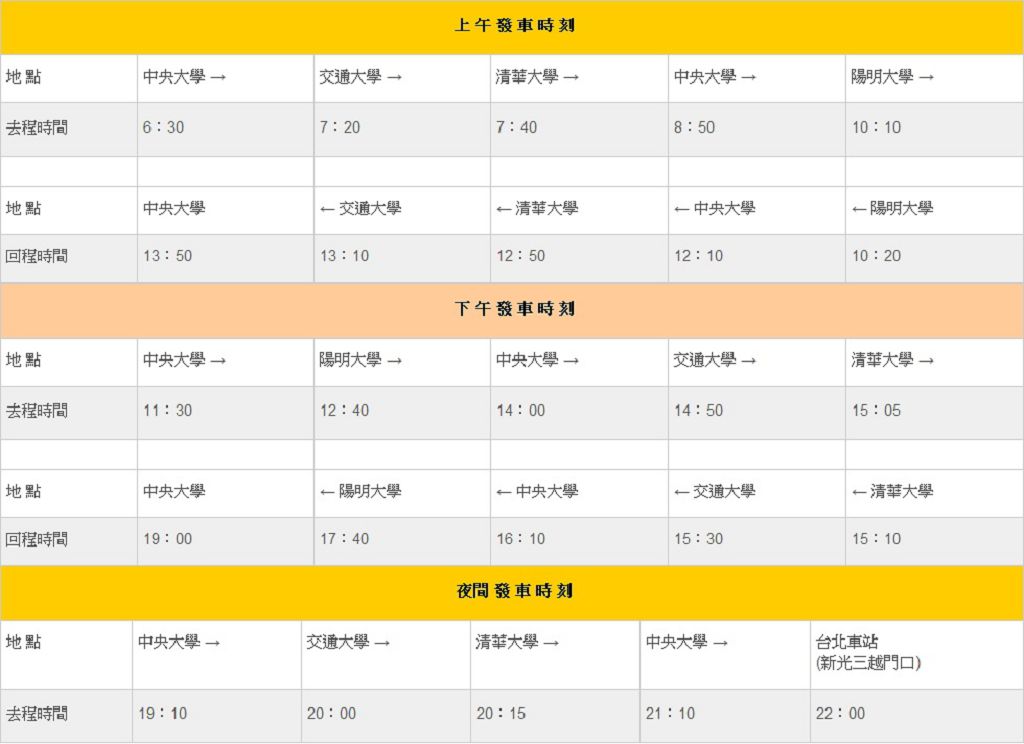 上午發車時刻
地點 中央大學→ 交通大學→ 清華大學→ 中央大學→ 陽明大學→
去程時間 6：30 7：20 7：40 8：50 10：10
地點 中央大學 ←交通大學 ←清華大學 ←中央大學 ←陽明大學
回程時間 13：50 13：10 12：50 12：10 10：20
下午發車時刻
地點 中央大學→ 陽明大學→ 中央大學→ 交通大學→ 清華大學→
去程時間 11：30 12：40 14：00 14：50 15：05
地點 中央大學 ←陽明大學 ←中央大學 ←交通大學 ←清華大學
回程時間 19：00 17：40 16：10 15：30 15：10
夜間發車時刻
地點 中央大學→ 交通大學→ 清華大學→ 中央大學→ 台北車站
(新光三越門口)
去程時間 19：10 20：00 20：15 21：10 22：00